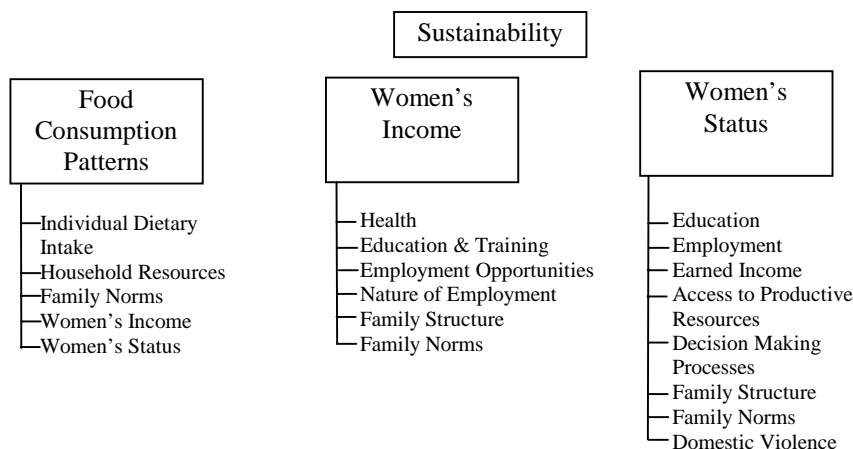 Sustainability
Food
Consumption
Patterns
Individual Dietary
Intake
Household Resources
Family Norms
Women’s Income
Women’s Status
Women’s
Income
Health
Education & Training
Employment Opportunities
Nature of Employment
Family Structure
Family Norms
Women’s
Status
Education
Employment
Earned Income
Access to Productive
Resources
Decision Making
Processes
Family Structure
Family Norms
Domestic Violence